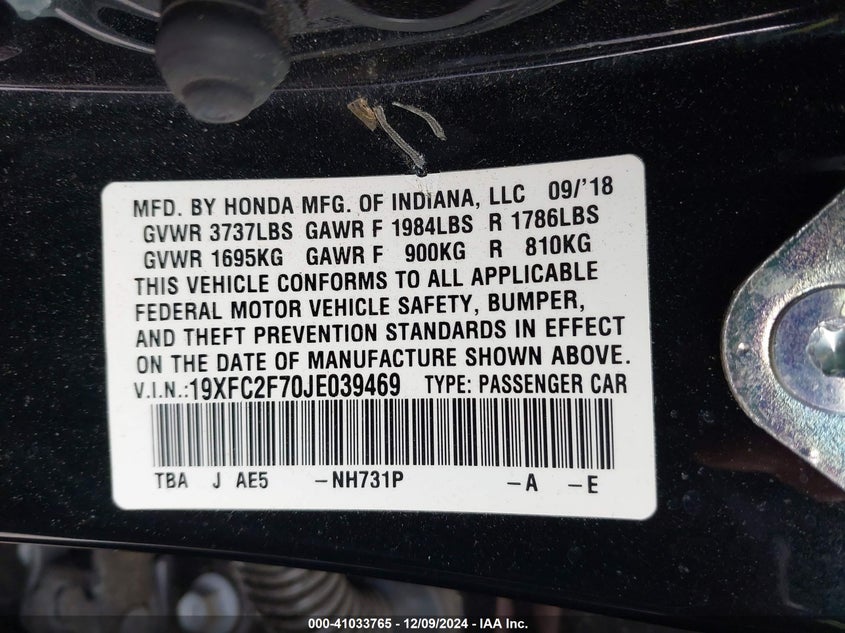 MFD. BY HONDA MFG. OF INDIANA, LLC 09/'18
GVWR 3737LBS GAWR F 1984LBS R 1786LBS
GVWR 1695KG GAWR F 900KG R 810KG
THIS VEHICLE CONFORMS TO ALL APPLICABLE
FEDERAL MOTOR VEHICLE SAFETY, BUMPER,
AND THEFT PREVENTION STANDARDS IN EFFECT
ON THE DATE OF MANUFACTURE SHOWN ABOVE.
V.I.N.:19XFC2F70JE039469 TYPE: PASSENGER CAR
TBA J AE5 -NH731P -A -E
000-41033765 - 12/09/2024 - IAA Inc.